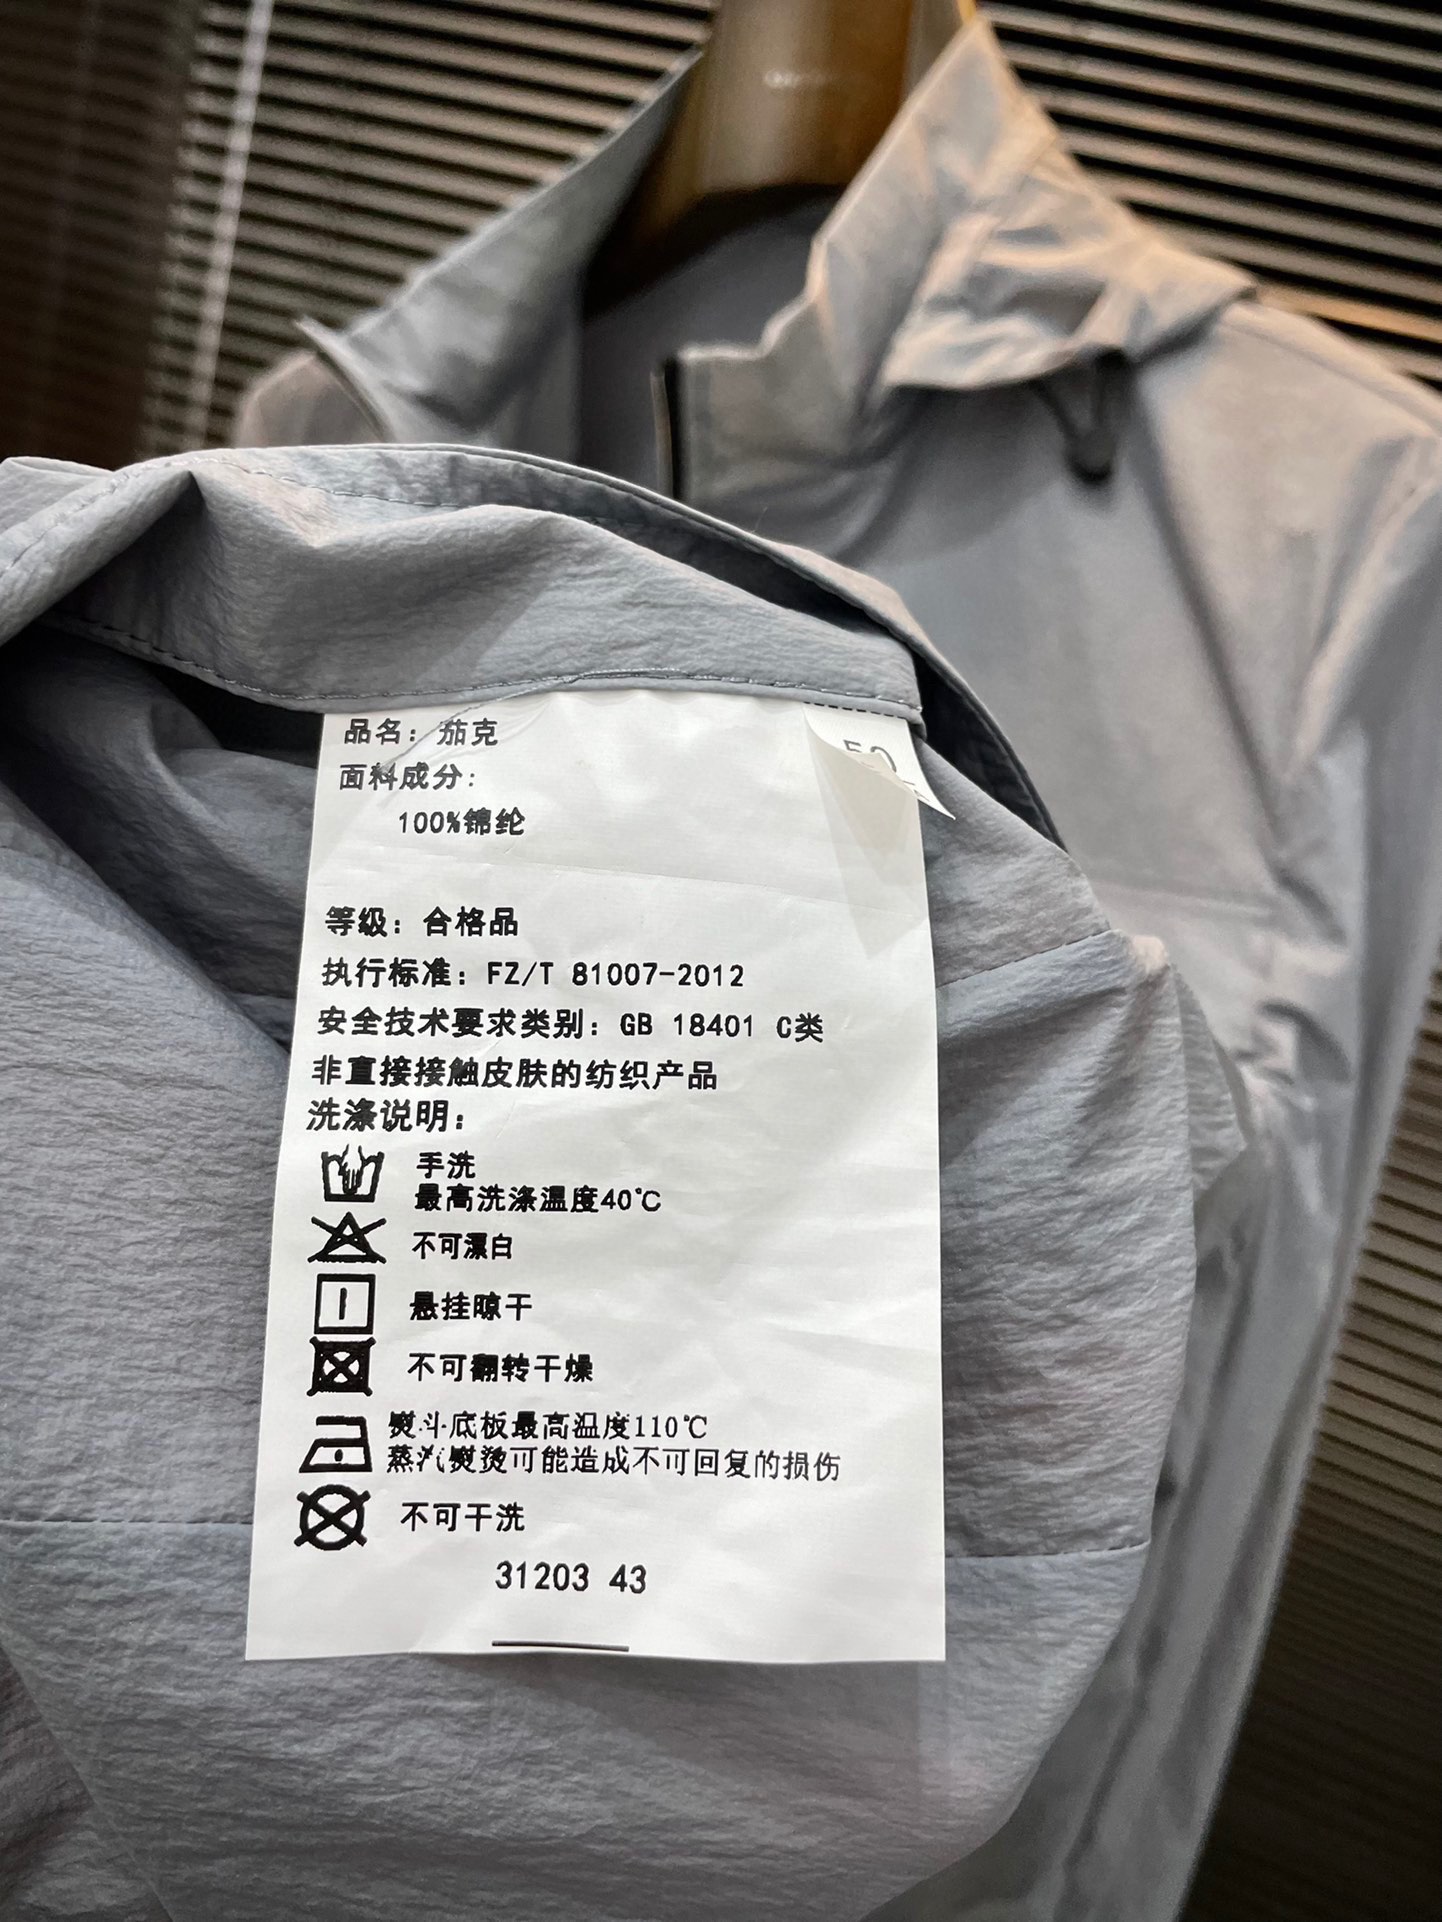 品名：茄克
面料成分：
100%锦纶
50
等级：合格品
执行标准：FZ/T 81007-2012
安全技术要求类别：GB 18401 C类
非直接接触皮肤的纺织产品
洗涤说明：
手洗
最高洗涤温度40℃
不可漂白
悬挂晾干
不可翻转干燥
熨斗底板最高温度110℃
蒸汽熨烫可能造成不可回复的损伤
不可干洗
31203 43